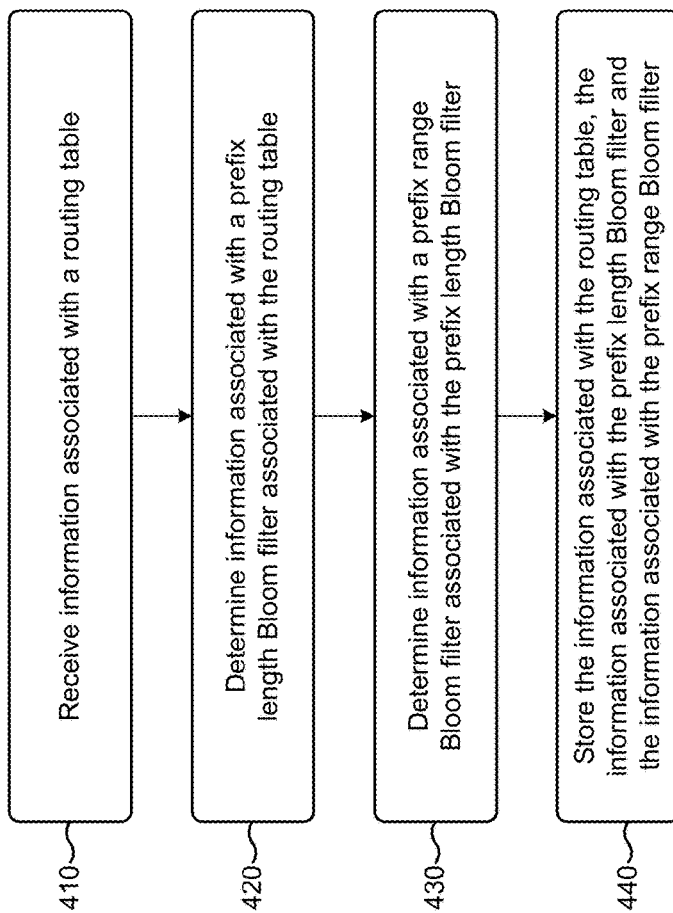 410
Receive information associated with a routing table
420
Determine information associated with a prefix
length Bloom filter associated with the routing table
430
Determine information associated with a prefix range
Bloom filter associated with the prefix length Bloom filter
440
Store the information associated with the routing table, the
information associated with the prefix length Bloom filter and
the information associated with the prefix range Bloom filter